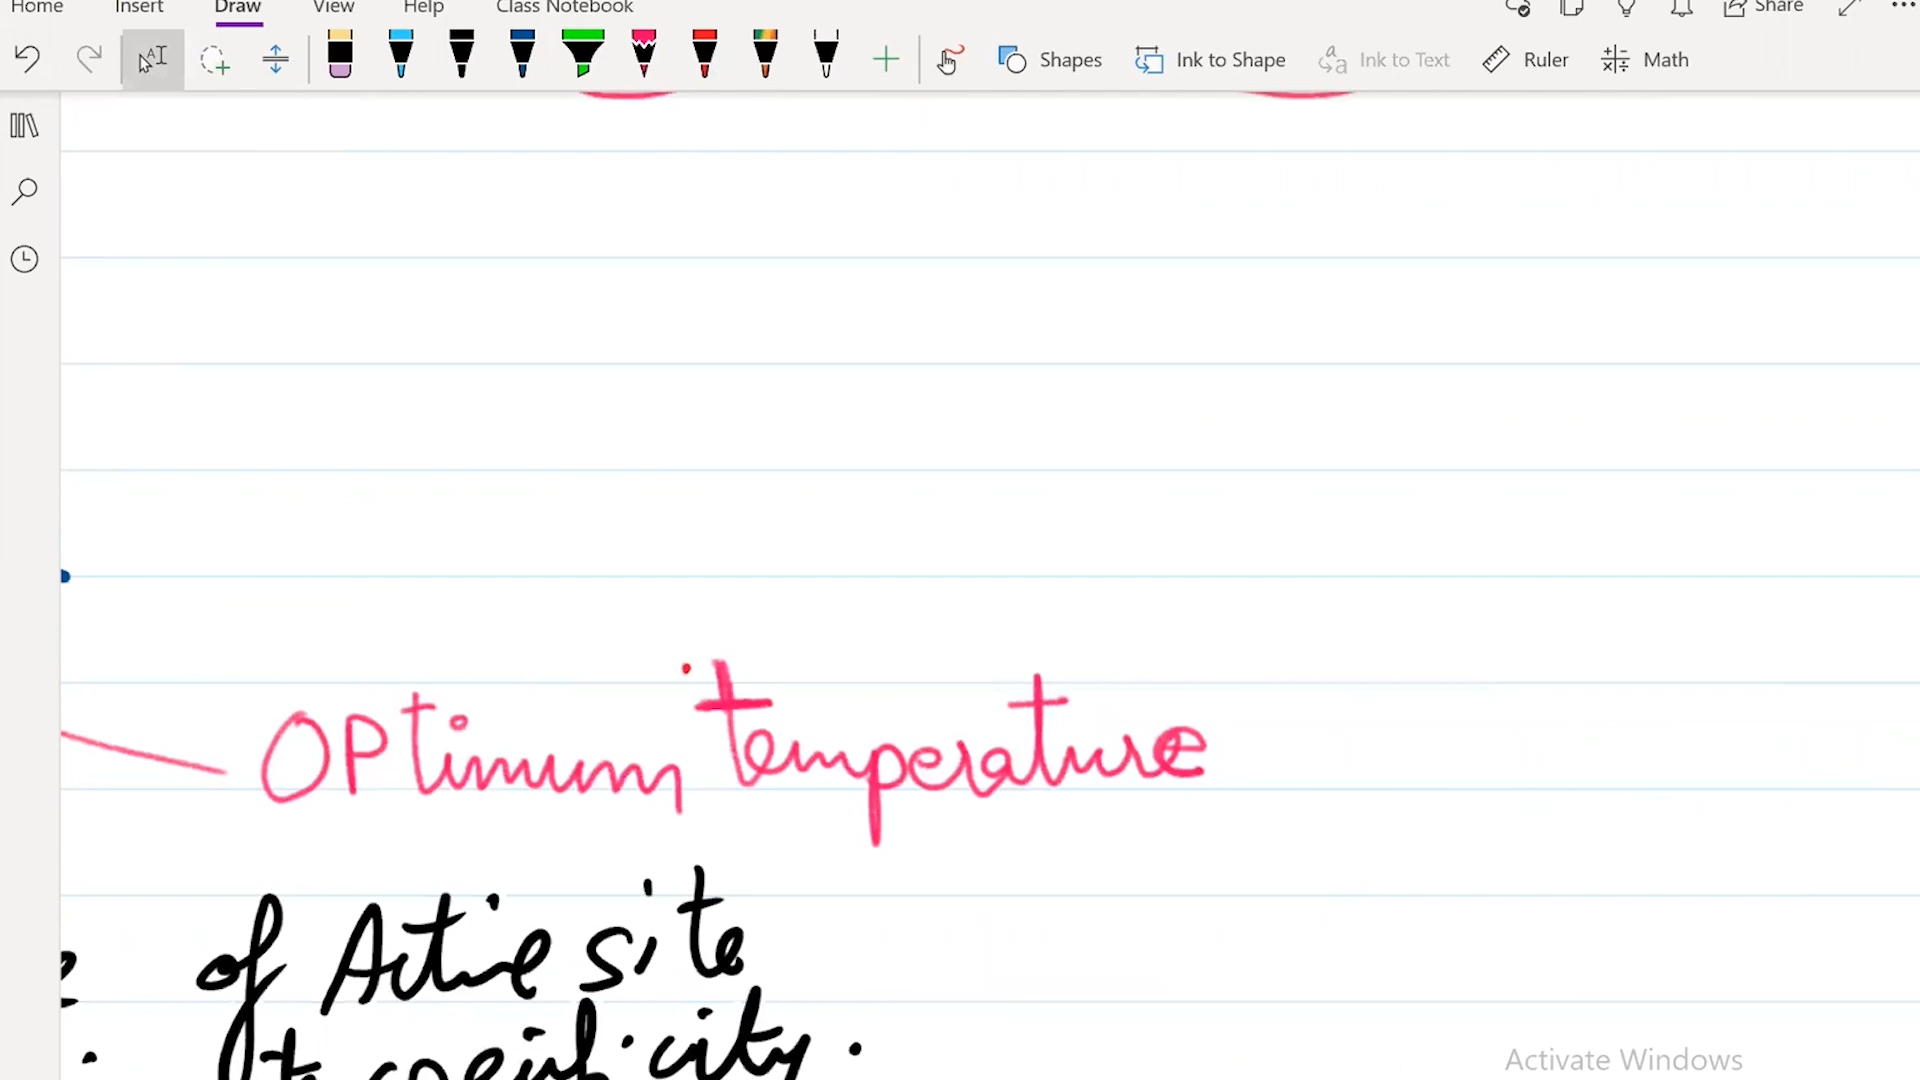 Home Insert Draw View Help Class Notebook Share
Shapes Ink to Shape Ink to Text Ruler Math
OPtimum temperature
of Active site
specificity.
Activate Windows